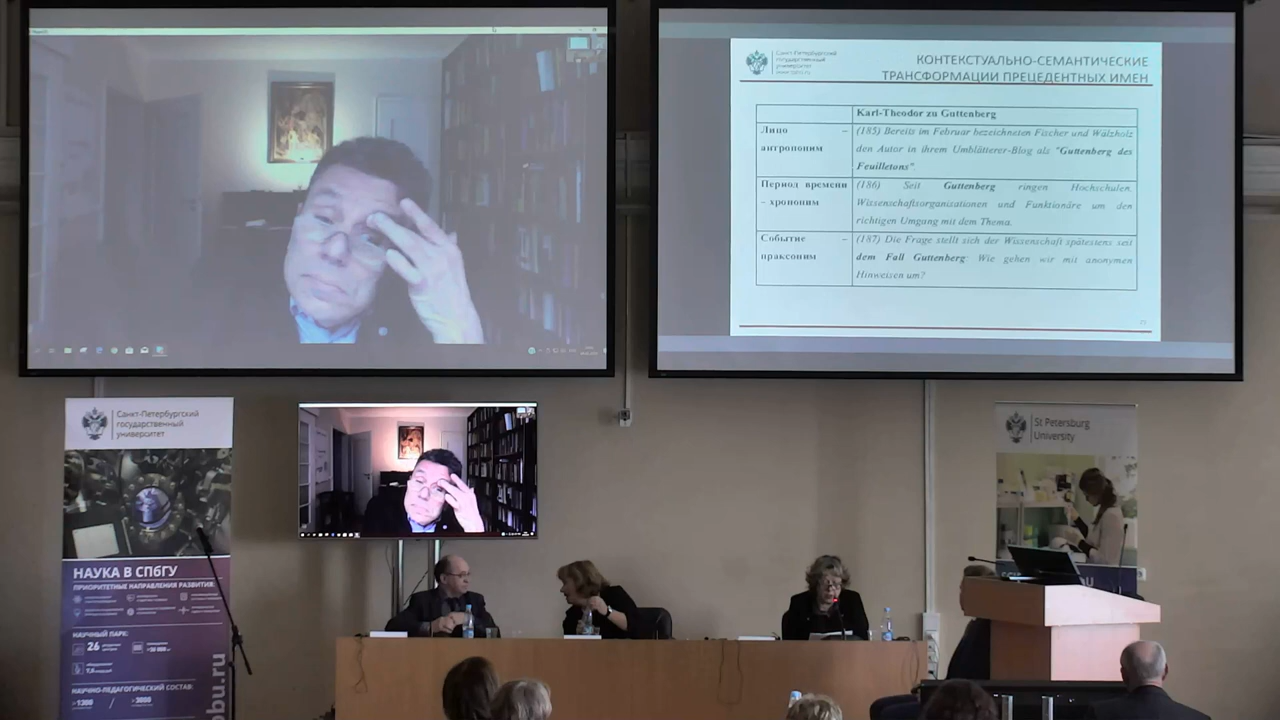 Санкт-Петербургский
государственный
университет
www.spbu.ru
КОНТЕКСТУАЛЬНО-СЕМАНТИЧЕСКИЕ
ТРАНСФОРМАЦИИ ПРЕЦЕДЕНТНЫХ ИМЕН
Karl-Theodor zu Guttenberg
Лицо –
антропоним
(185) Bereits im Februar bezeichneten Fischer und Wälzholz
den Autor in ihrem Umblätterer-Blog als "Guttenberg des
Feuilletons".
Период времени
– хрононим
(186) Seit Guttenberg ringen Hochschulen,
Wissenschaftsorganisationen und Funktionäre um den
richtigen Umgang mit dem Thema.
Событие –
праксоним
(187) Die Frage stellt sich der Wissenschaft spätestens seit
dem Fall Guttenberg: Wie gehen wir mit anonymen
Hinweisen um?
Санкт-Петербургский
государственный
университет
НАУКА В СПБГУ
ПРИОРИТЕТНЫЕ НАПРАВЛЕНИЯ РАЗВИТИЯ:
НАУЧНЫЙ ПАРК:
26
НАУЧНО-ПЕДАГОГИЧЕСКИЙ СОСТАВ:
St Petersburg
University